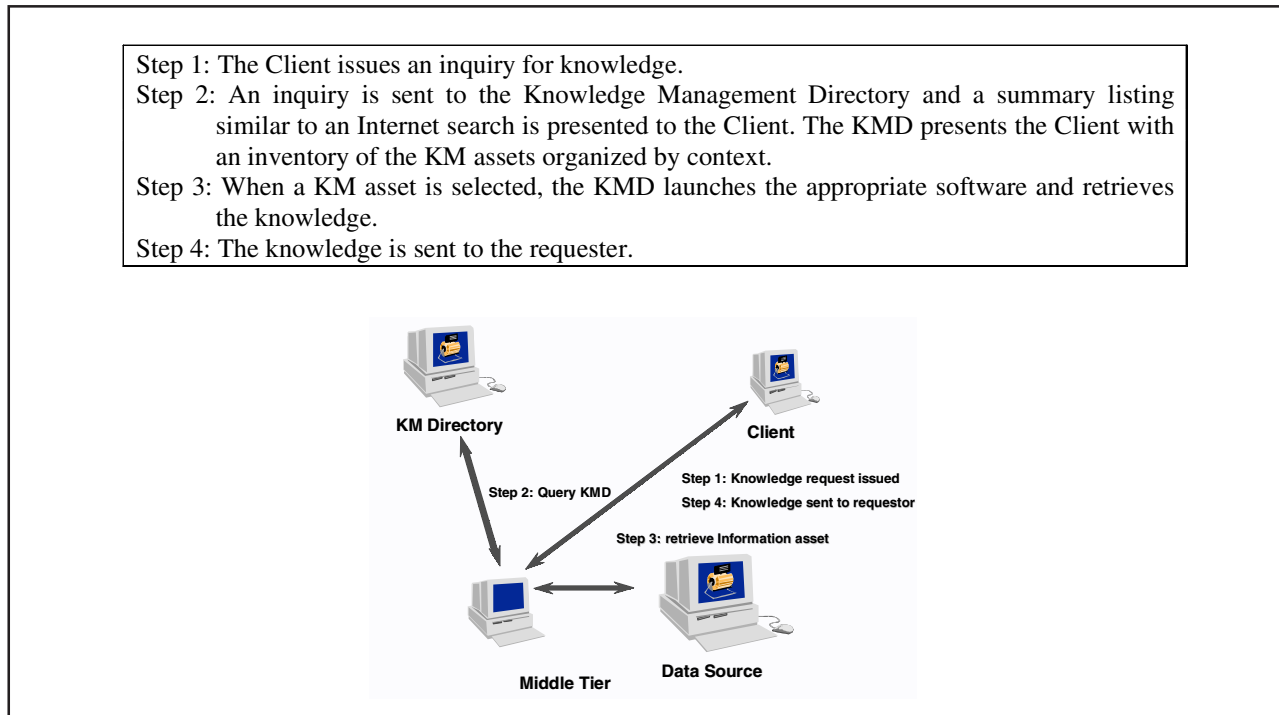 Step 1: The Client issues an inquiry for knowledge.
Step 2: An inquiry is sent to the Knowledge Management Directory and a summary listing
similar to an Internet search is presented to the Client. The KMD presents the Client with
an inventory of the KM assets organized by context.
Step 3: When a KM asset is selected, the KMD launches the appropriate software and retrieves
the knowledge.
Step 4: The knowledge is sent to the requester.
KM Directory
Client
Step 1: Knowledge request issued
Step 2: Query KMD
Step 4: Knowledge sent to requestor
Step 3: retrieve Information asset
Data Source
Middle Tier